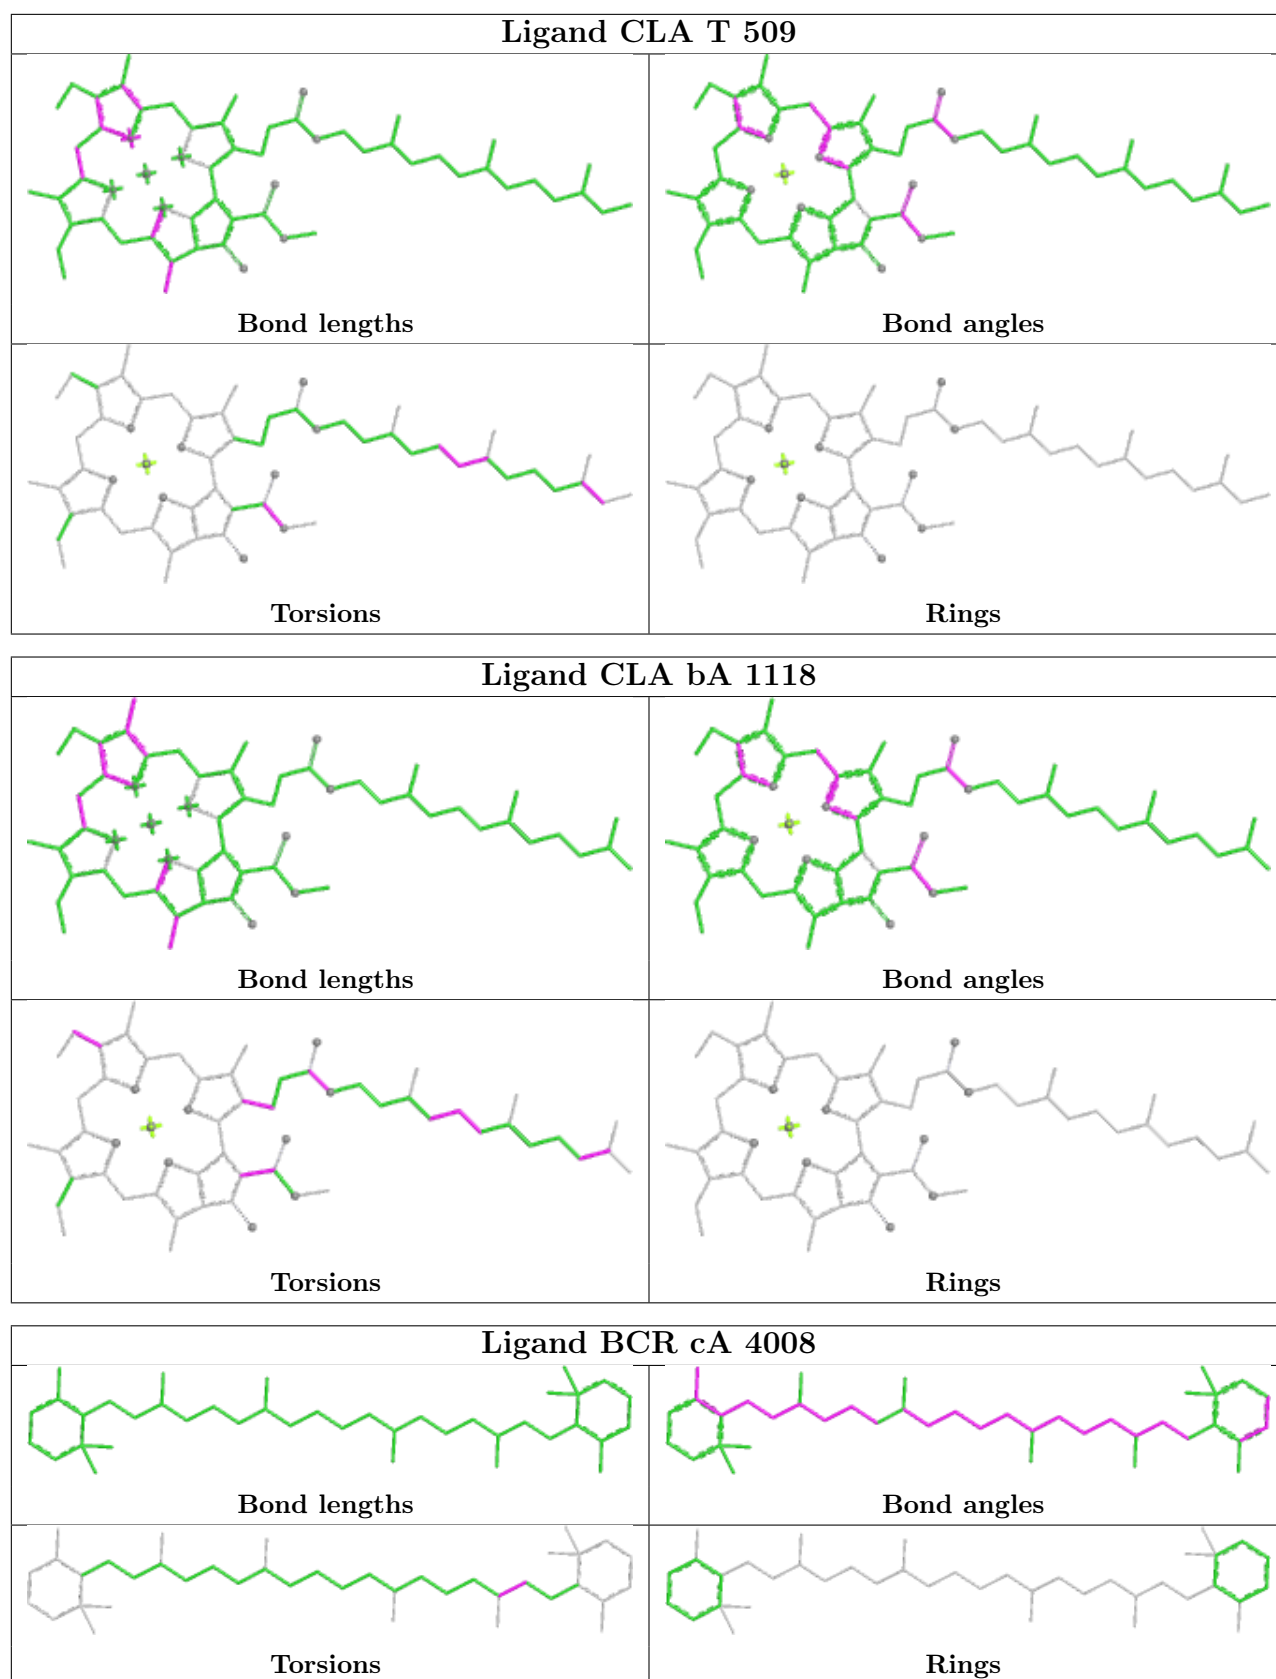 Ligand CLA T 509
Bond lengths
Bond angles
Torsions
Rings
Ligand CLA bA 1118
Bond lengths
Bond angles
Torsions
Rings
Ligand BCR cA 4008
Bond lengths
Bond angles
Torsions
Rings